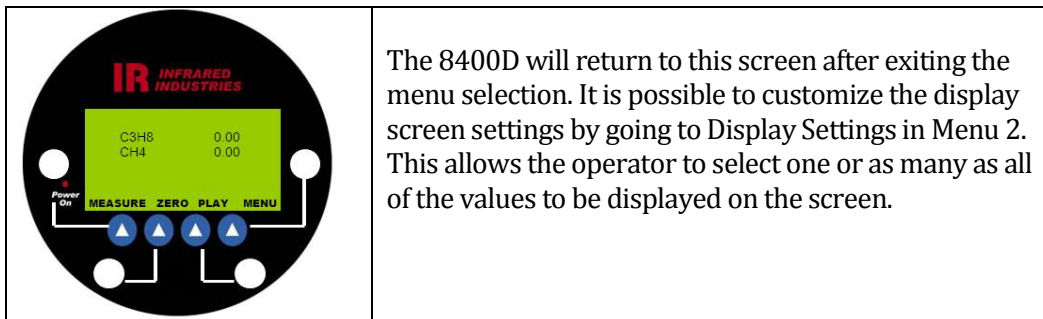 IR INFRARED
INDUSTRIES
C3H8 0.00
CH4 0.00
Power
On
MEASURE ZERO PLAY MENU
The 8400D will return to this screen after exiting the
menu selection. It is possible to customize the display
screen settings by going to Display Settings in Menu 2.
This allows the operator to select one or as many as all
of the values to be displayed on the screen.